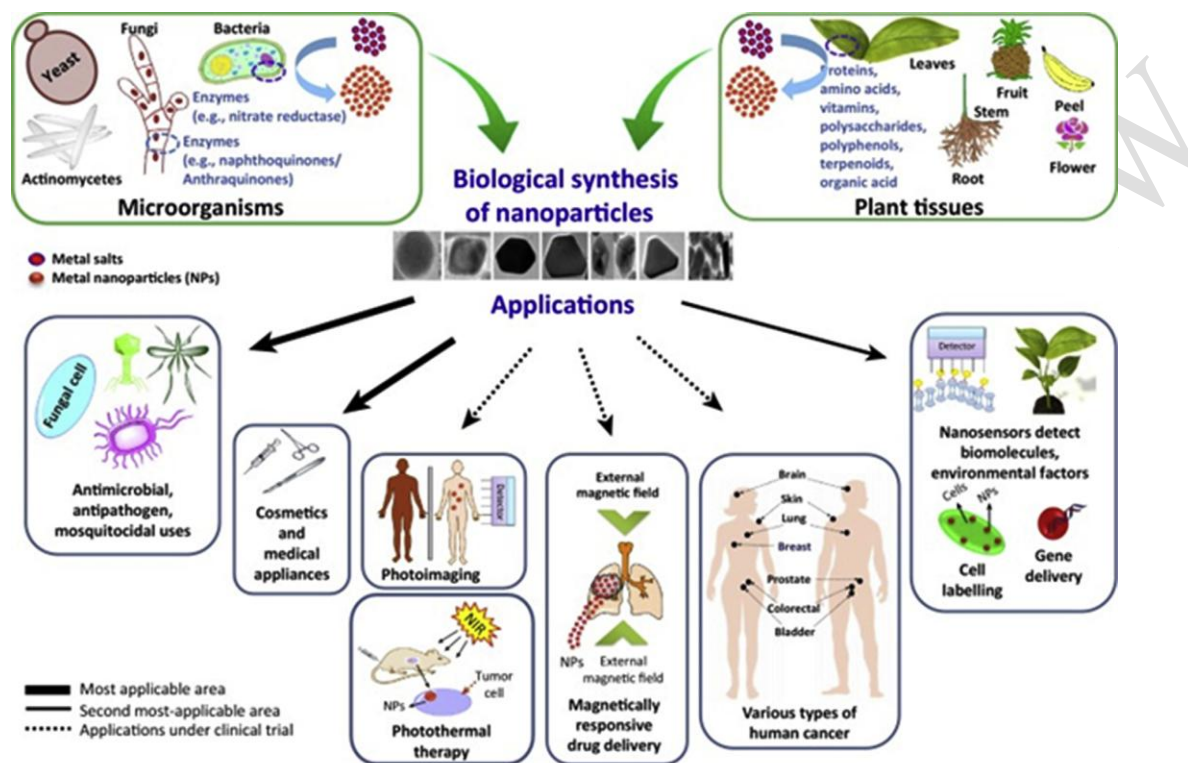 Yeast
Fungi
Bacteria
Enzymes
(e.g., nitrate reductase)
Enzymes
(e.g., naphthoquinones/
Anthraquinones)
Actinomycetes
Microorganisms
Leaves
Proteins,
amino acids,
vitamins,
polysaccharides,
polyphenols,
terpenoids,
organic acid
Stem
Root
Fruit
Peel
Flower
Plant tissues
W
Biological synthesis
of nanoparticles
Metal salts
Metal nanoparticles (NPs)
Applications
Fungal cell
Antimicrobial,
antipathogen,
mosquitocidal uses
Cosmetics
and
medical
appliances
Detector
Photoimaging
NIR
Tumor
cell
NPs
Photothermal
therapy
External
magnetic field
NPs
External
magnetic field
Magnetically
responsive
drug delivery
Brain
Skin
Lung
Breast
Prostate
Colorectal
Bladder
Various types of
human cancer
Detector
Nanosensors detect
biomolecules,
environmental factors
Cells
NPs
Cell
labelling
Gene
delivery
Most applicable area
Second most-applicable area
Applications under clinical trial